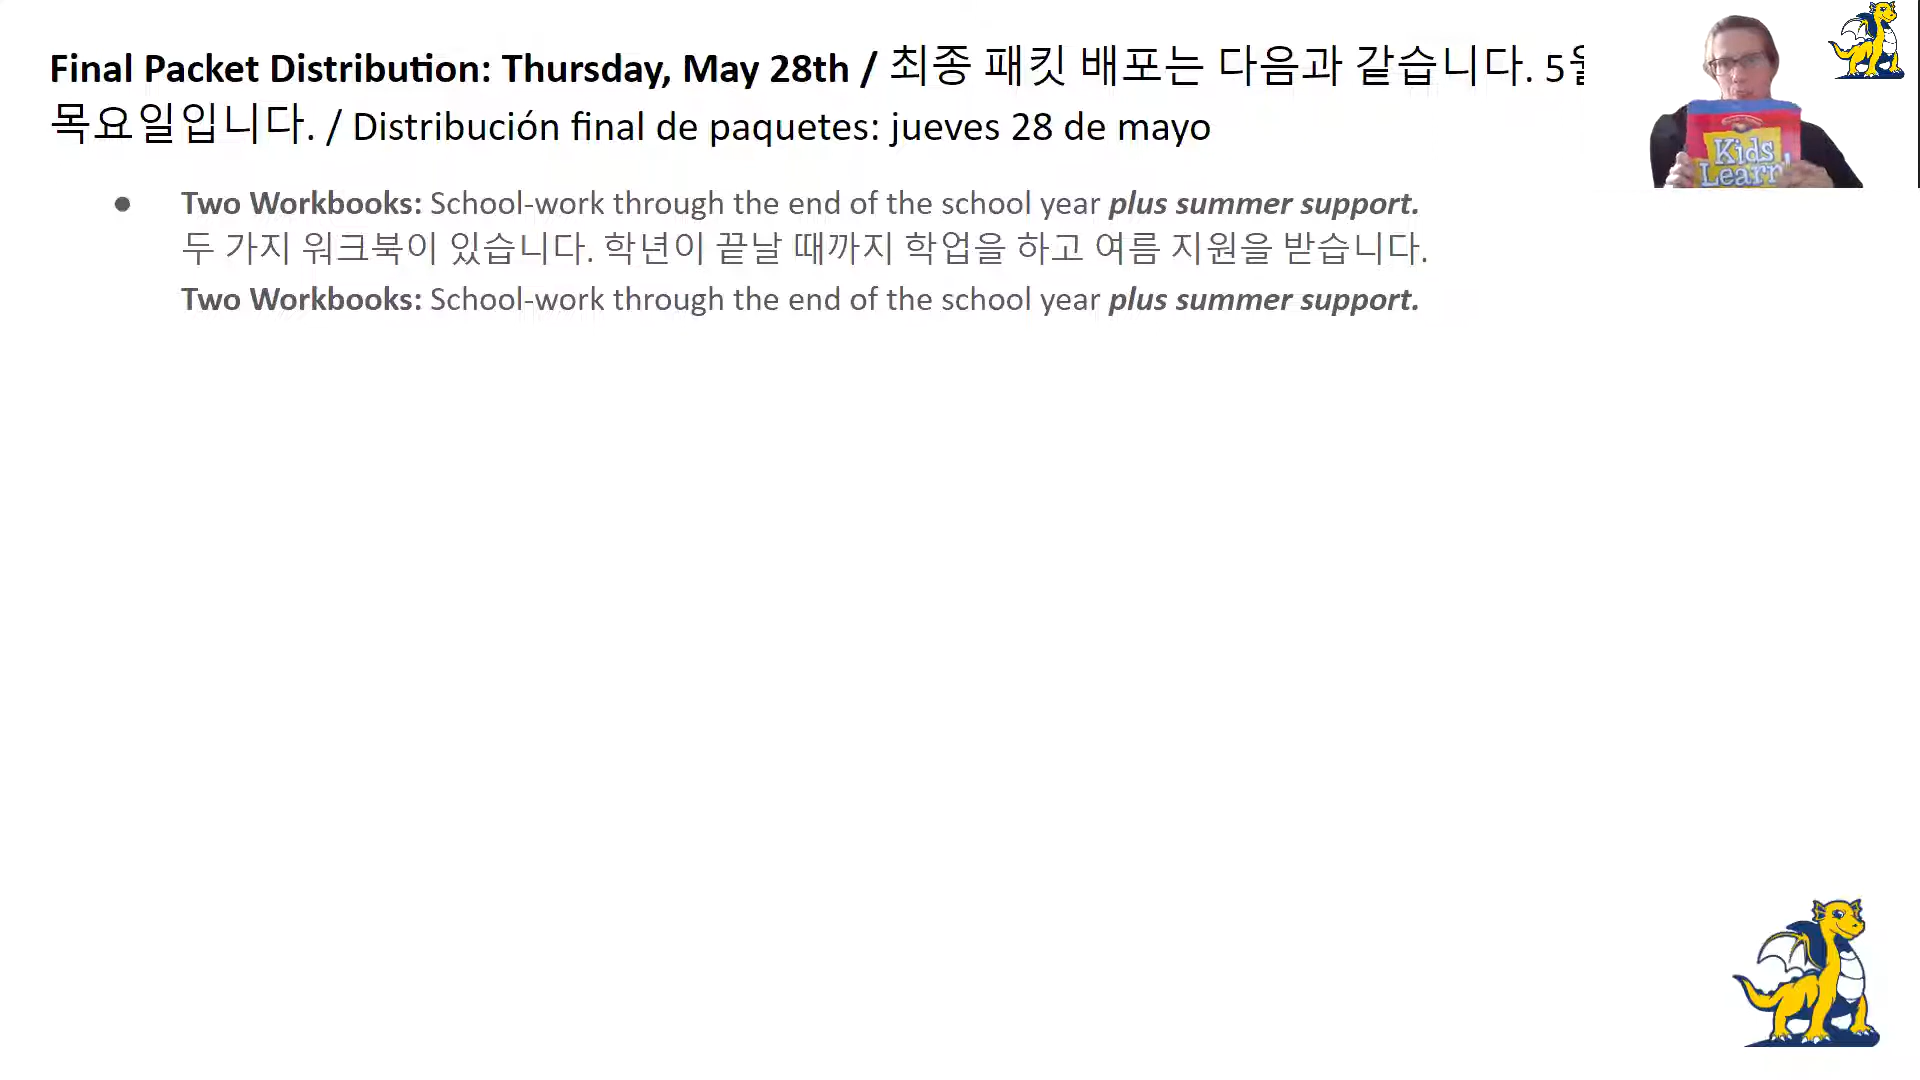 Final Packet Distribution: Thursday, May 28th / 최종 패킷 배포는 다음과 같습니다. 5월
목요일입니다. / Distribución final de paquetes: jueves 28 de mayo
● Two Workbooks: School-work through the end of the school year plus summer support.
두 가지 워크북이 있습니다. 학년이 끝날 때까지 학업을 하고 여름 지원을 받습니다.
Two Workbooks: School-work through the end of the school year plus summer support.
Kids
Learn!